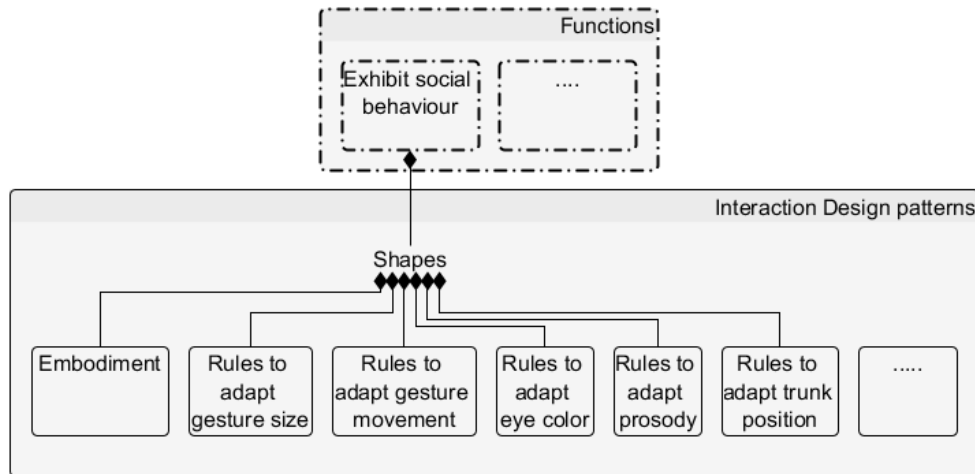 Functions
Exhibit social
behaviour
....
Interaction Design patterns
Shapes
Embodiment
Rules to
adapt
gesture size
Rules to
adapt gesture
movement
Rules to
adapt
eye color
Rules to
adapt
prosody
Rules to
adapt trunk
position
.....